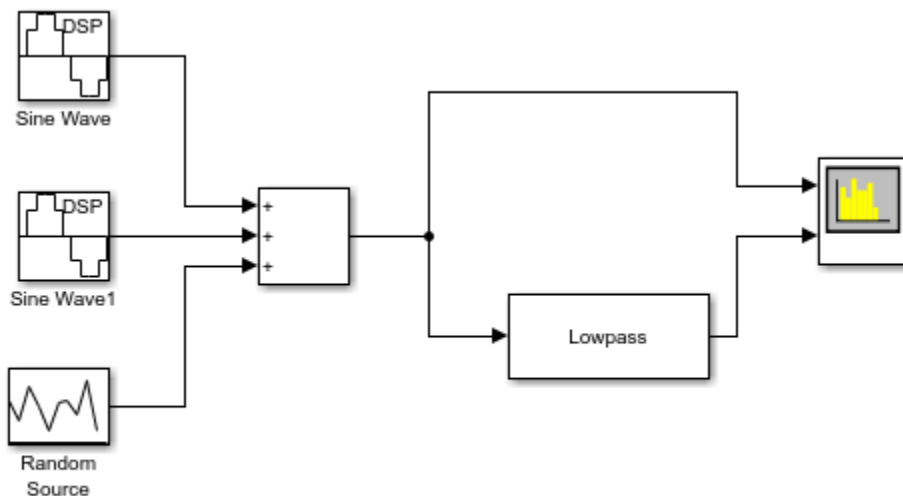 DSP
Sine Wave
DSP
Sine Wave1
+
+
+
Lowpass
Random
Source